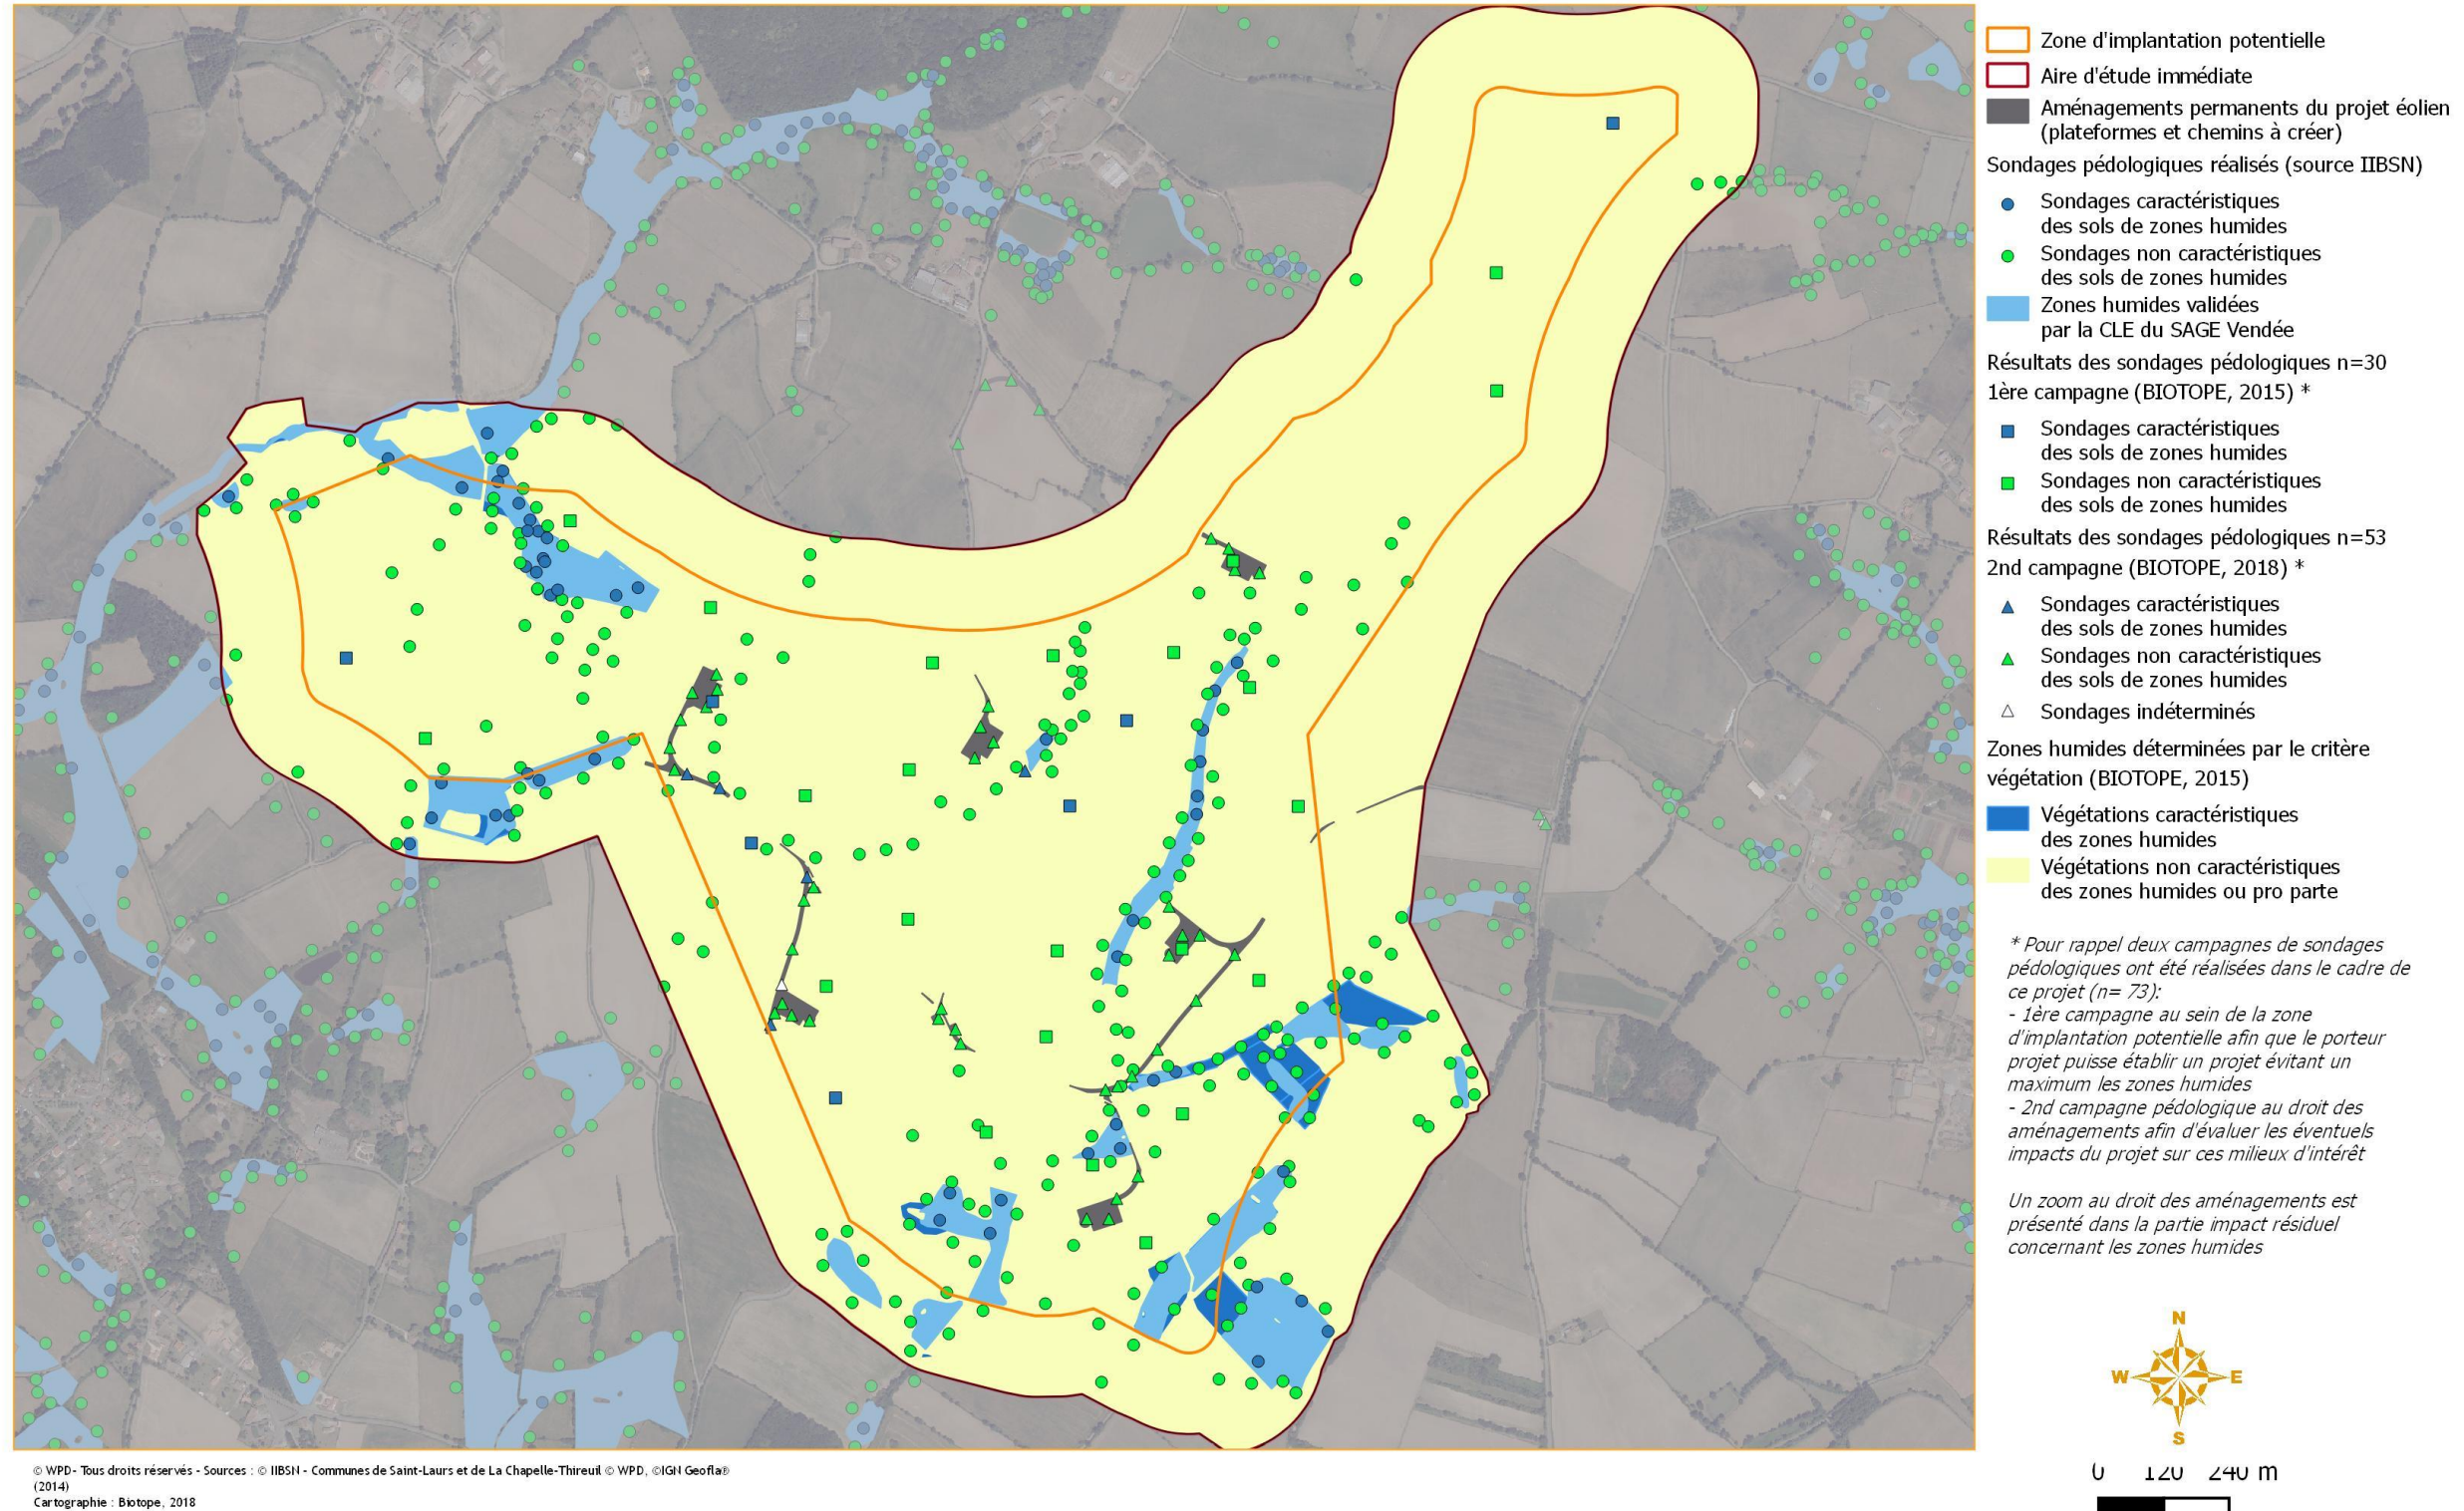 Zone d'implantation potentielle
Aire d'étude immédiate
Aménagements permanents du projet éolien
(plateformes et chemins à créer)
Sondages pédologiques réalisés (source IIBSN)
Sondages caractéristiques
des sols de zones humides
Sondages non caractéristiques
des sols de zones humides
Zones humides validées
par la CLE du SAGE Vendée
Résultats des sondages pédologiques n=30
1ère campagne (BIOTOPE, 2015) *
Sondages caractéristiques
des sols de zones humides
Sondages non caractéristiques
des sols de zones humides
Résultats des sondages pédologiques n=53
2nd campagne (BIOTOPE, 2018) *
Sondages caractéristiques
des sols de zones humides
Sondages non caractéristiques
des sols de zones humides
Sondages indéterminés
Zones humides déterminées par le critère
végétation (BIOTOPE, 2015)
Végétations caractéristiques
des zones humides
Végétations non caractéristiques
des zones humides ou pro parte
* Pour rappel deux campagnes de sondages
pédologiques ont été réalisées dans le cadre de
ce projet (n= 73):
- 1ère campagne au sein de la zone
d'implantation potentielle afin que le porteur
projet puisse établir un projet évitant un
maximum les zones humides
- 2nd campagne pédologique au droit des
aménagements afin d'évaluer les éventuels
impacts du projet sur ces milieux d'intérêt
Un zoom au droit des aménagements est
présenté dans la partie impact résiduel
concernant les zones humides
N
W E
S
0 120 240 m
© WPD- Tous droits réservés - Sources : © IIBSN - Communes de Saint-Laurs et de La Chapelle-Thireuil © WPD, ©IGN Geofla®
(2014)
Cartographie : Biotope, 2018